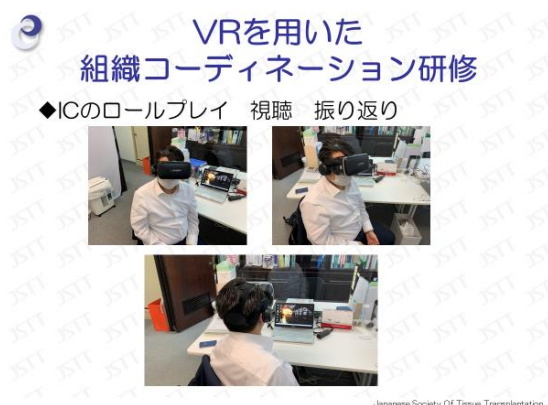 VRを用いた
組織コーディネーション研修
◆ICのロールプレイ　視聴　振り返り
Japanese Society Of Tissue Transplantation
JSTT